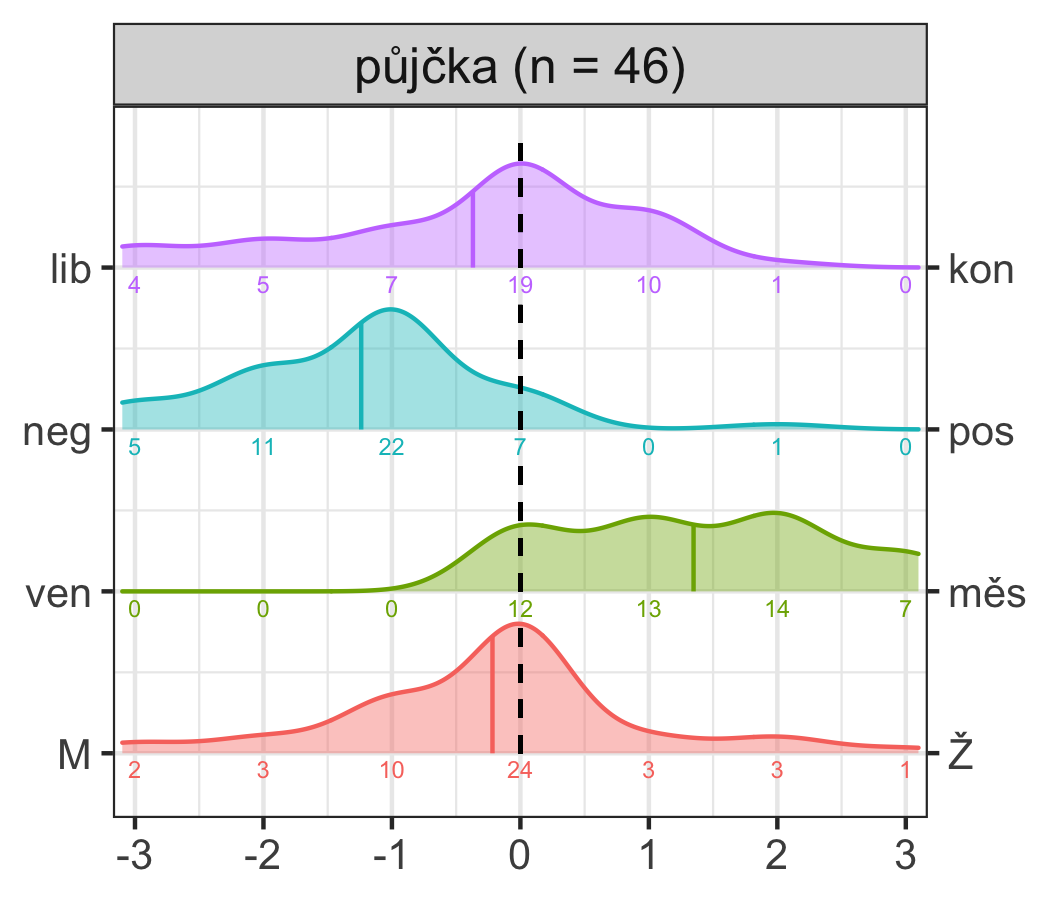 půjčka (n = 46)
lib kon
4 5 7 19 10 1 0
neg pos
5 11 22 7 0 1 0
ven měs
0 0 0 12 13 14 7
M Ž
2 3 10 24 3 3 1
-3 -2 -1 0 1 2 3